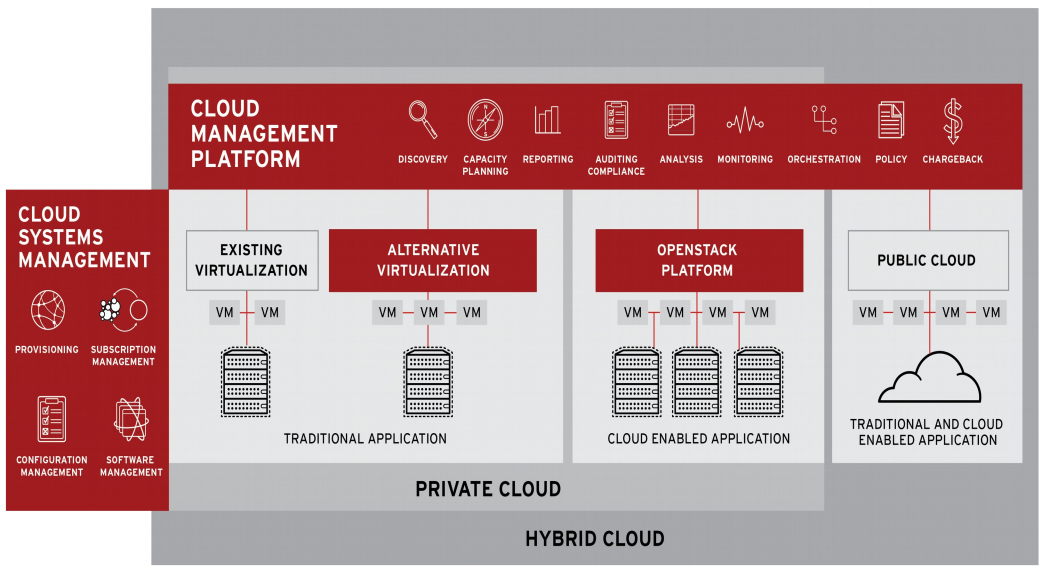 CLOUD
MANAGEMENT
PLATFORM
DISCOVERY
CAPACITY
PLANNING
REPORTING
AUDITING
COMPLIANCE
ANALYSIS
MONITORING
ORCHESTRATION
POLICY
CHARGEBACK
CLOUD
SYSTEMS
MANAGEMENT
PROVISIONING
SUBSCRIPTION
MANAGEMENT
CONFIGURATION
MANAGEMENT
SOFTWARE
MANAGEMENT
EXISTING
VIRTUALIZATION
VM VM
ALTERNATIVE
VIRTUALIZATION
VM VM VM
TRADITIONAL APPLICATION
OPENSTACK
PLATFORM
VM VM VM VM
CLOUD ENABLED APPLICATION
PUBLIC CLOUD
VM VM VM VM
TRADITIONAL AND CLOUD
ENABLED APPLICATION
PRIVATE CLOUD
HYBRID CLOUD